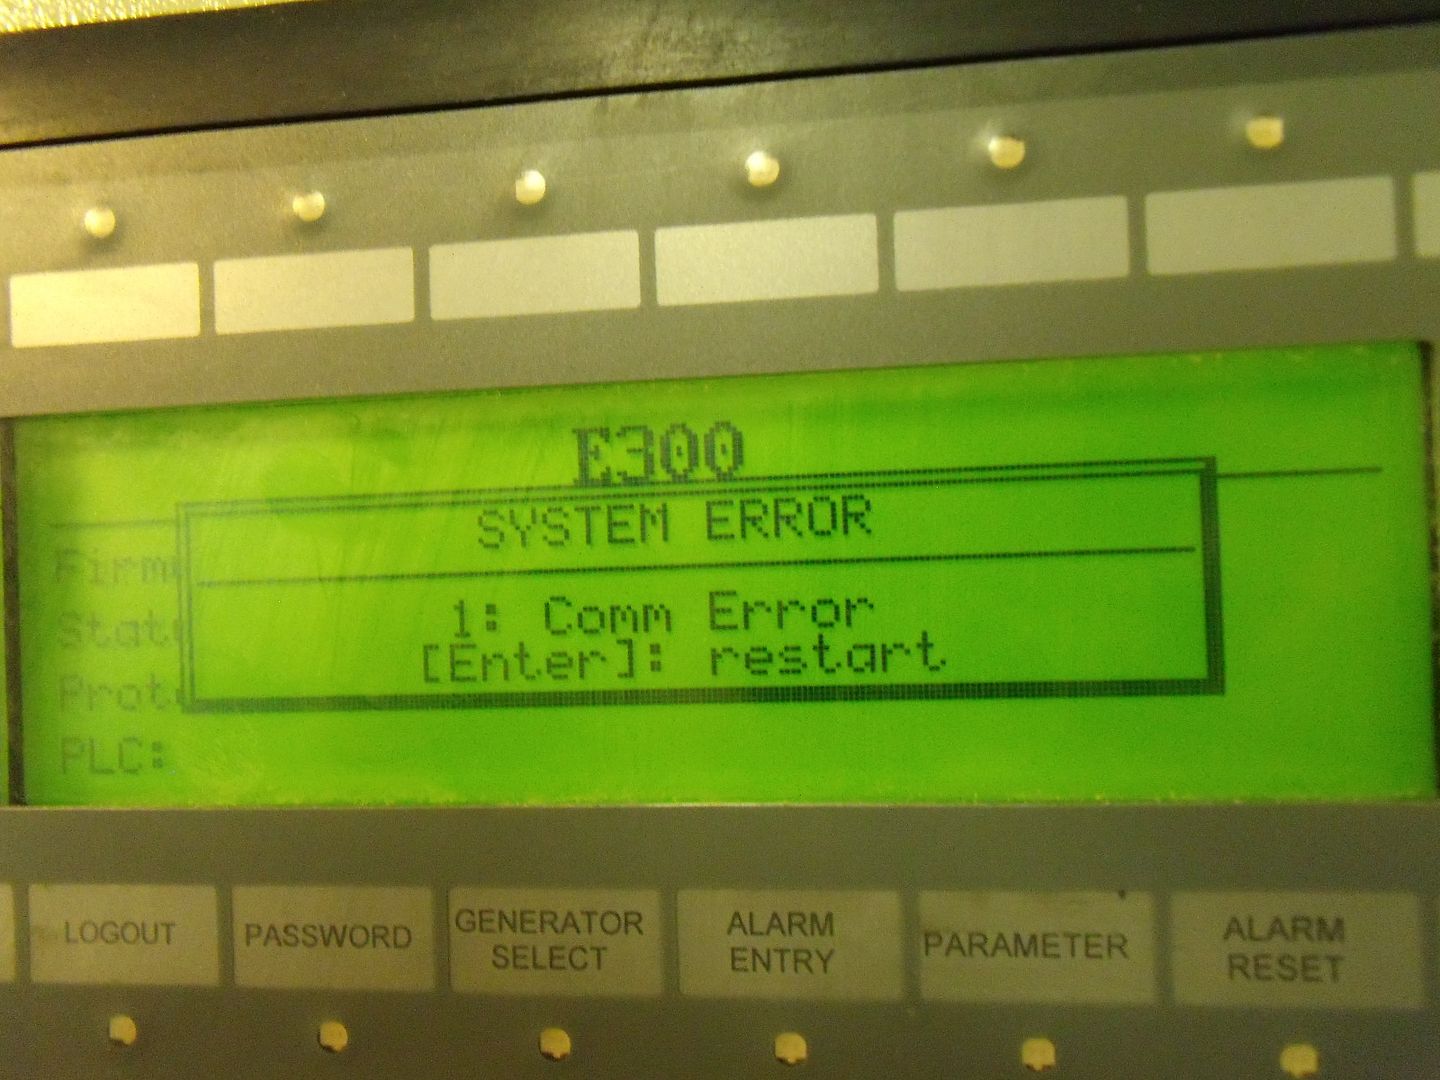 E300
SYSTEM ERROR
1: Comm Error
[Enter]: restart
PLC:
LOGOUT
PASSWORD
GENERATOR
SELECT
ALARM
ENTRY
PARAMETER
ALARM
RESET